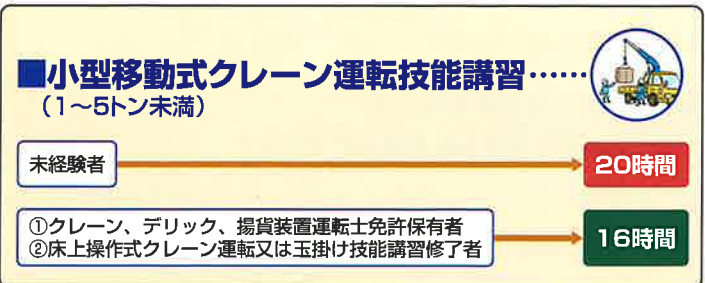 ■小型移動式クレーン運転技能講習……
（1～5トン未満）
未経験者
20時間
①クレーン、デリック、揚貨装置運転士免許保有者
②床上操作式クレーン運転又は玉掛け技能講習修了者
16時間